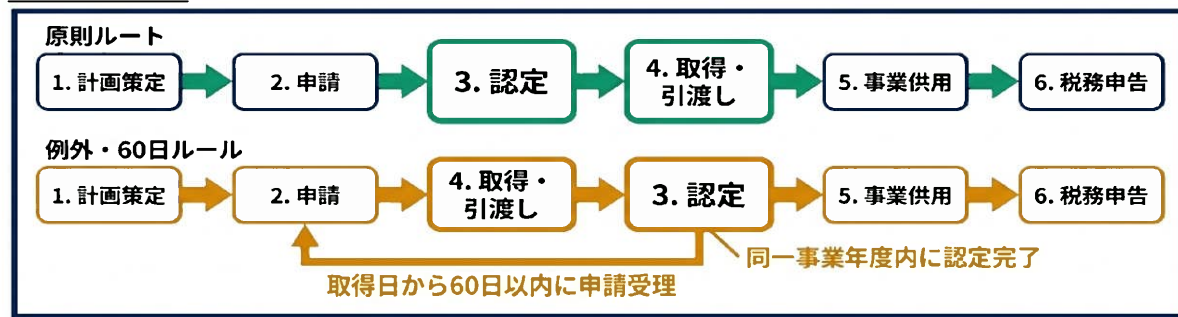 原則ルート
1. 計画策定
2. 申請
3. 認定
4. 取得・
引渡し
5. 事業供用
6. 税務申告
例外・60日ルール
1. 計画策定
2. 申請
4. 取得・
引渡し
3. 認定
5. 事業供用
6. 税務申告
同一事業年度内に認定完了
取得日から60日以内に申請受理